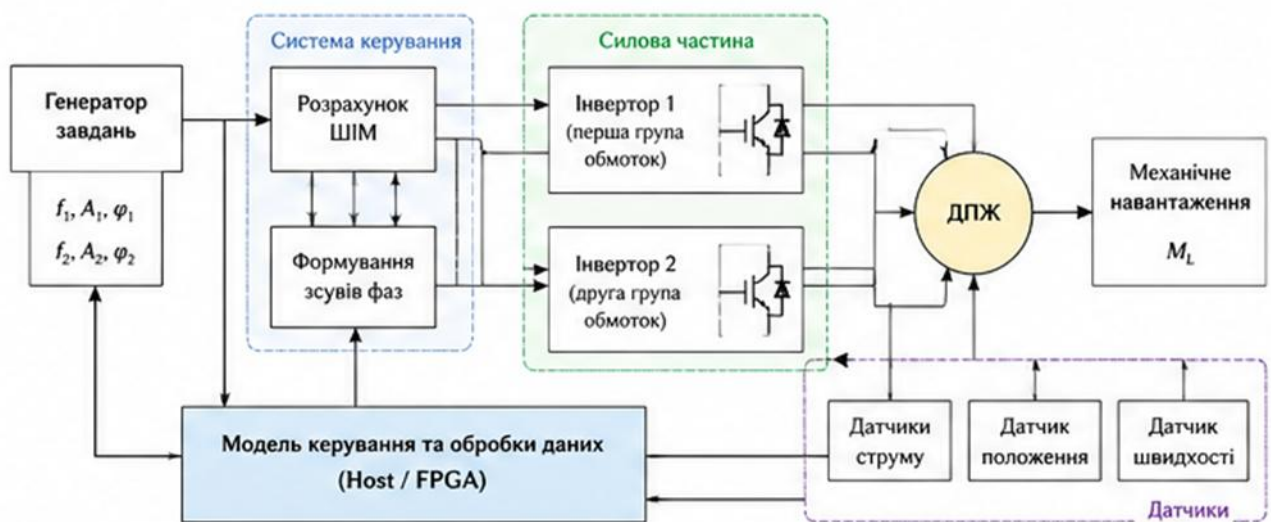 Система керування
Силова частина
Генератор
завдань
f₁, A₁, φ₁
f₂, A₂, φ₂
Розрахунок
ШІМ
Формування
зсувів фаз
Інвертор 1
(перша група
обмоток)
Інвертор 2
(друга група
обмоток)
ДПЖ
Механічне
навантаження
M_L
Модель керування та обробки даних
(Host / FPGA)
Датчики
струму
Датчик
положення
Датчик
швидхості
Датчики